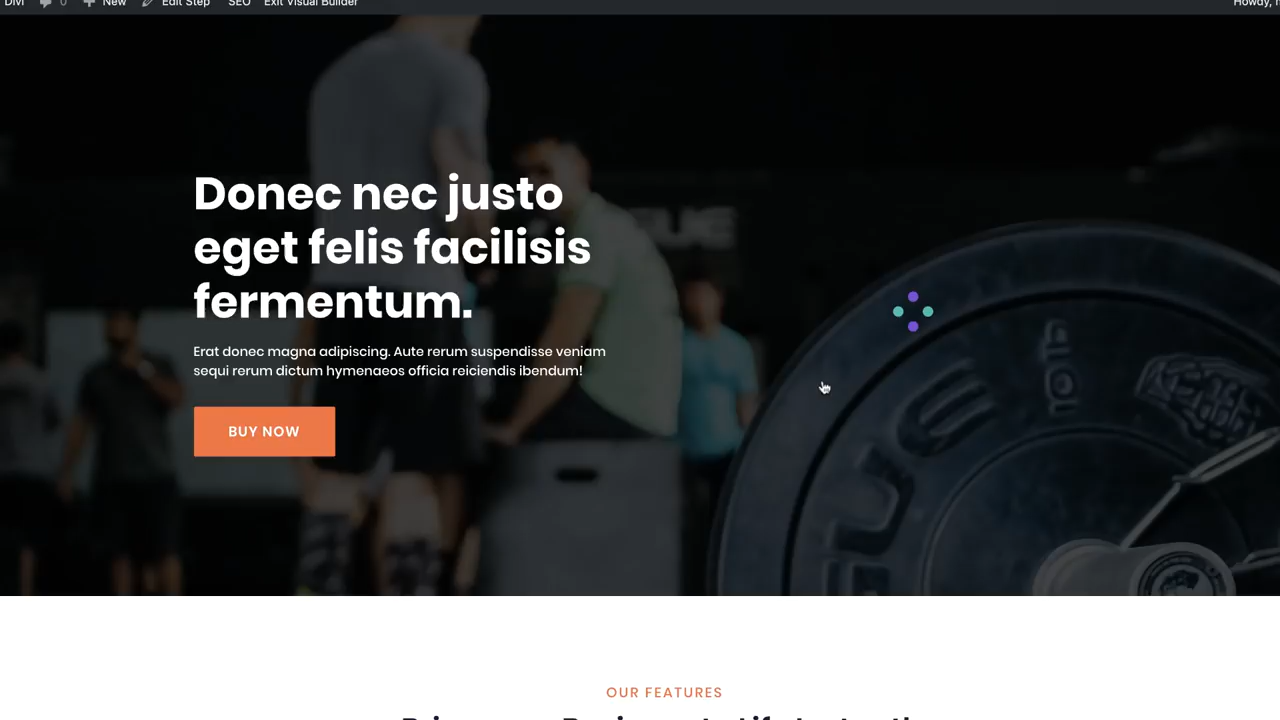 Divi 0 New Edit Step SEO Exit Visual Builder Howdy,
Donec nec justo
eget felis facilisis
fermentum.
Erat donec magna adipiscing. Aute rerum suspendisse veniam
sequi rerum dictum hymenaeos officia reiciendis ibendum!
BUY NOW
OUR FEATURES